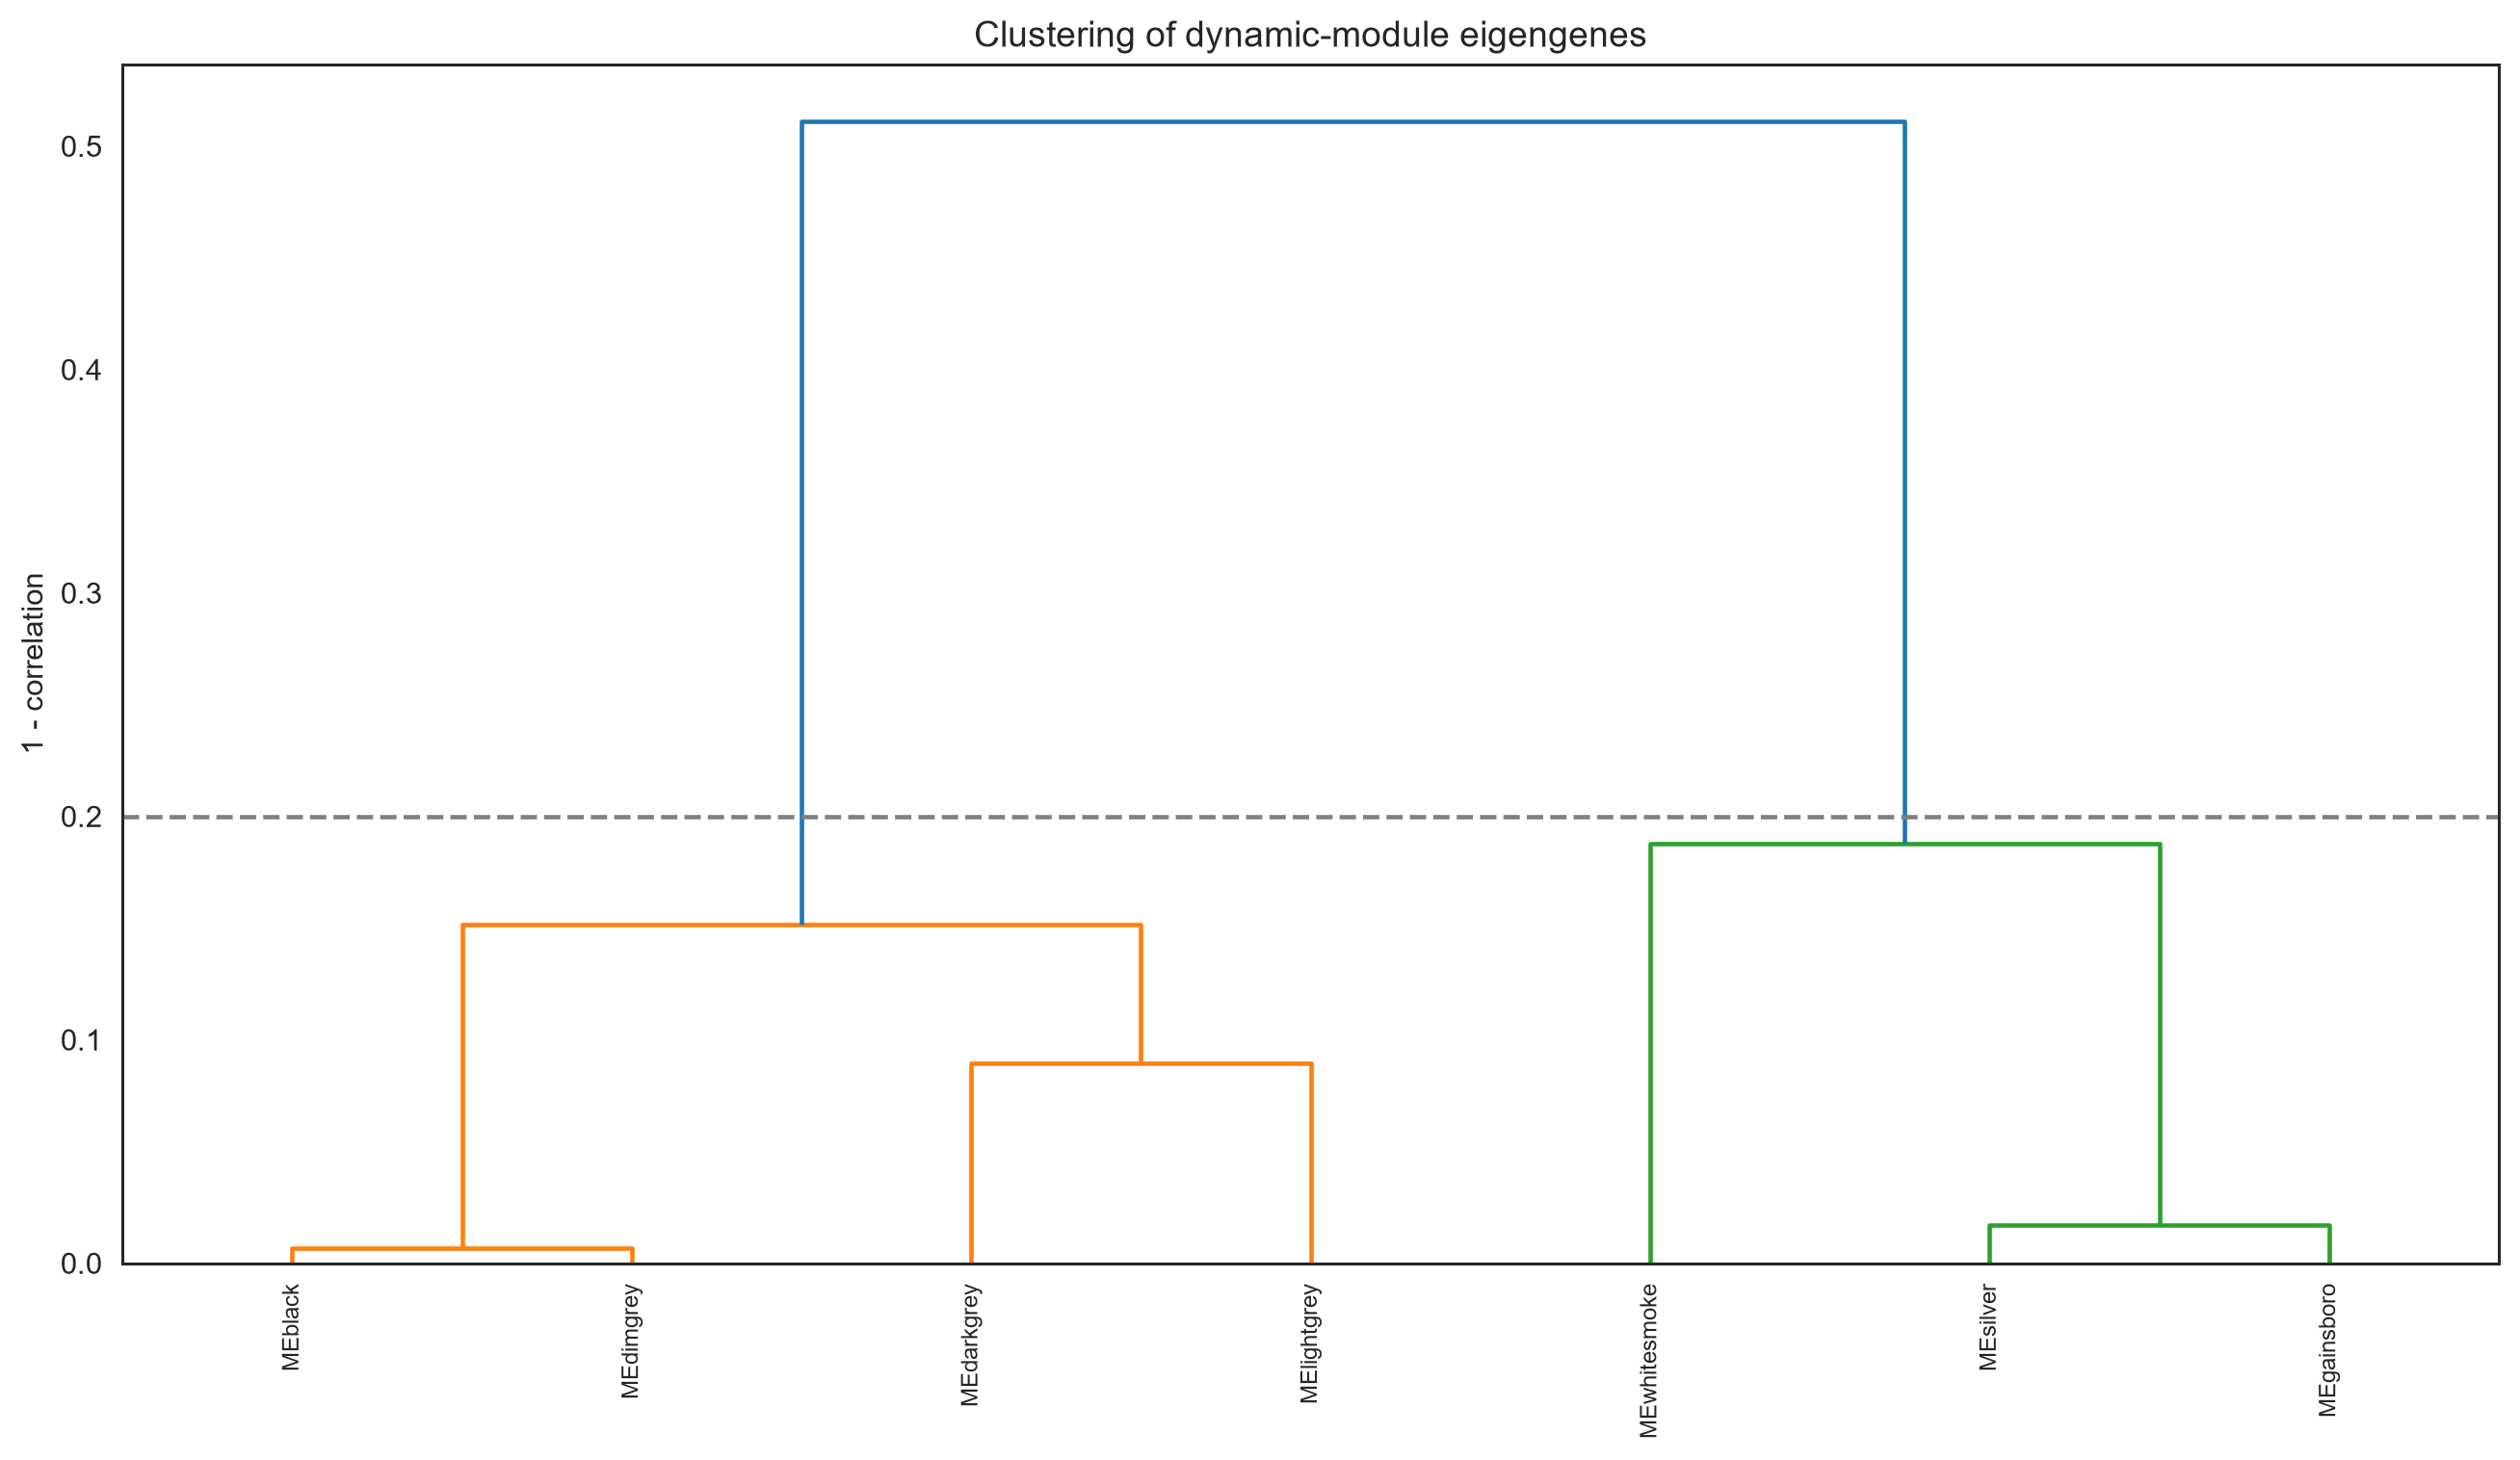 Clustering of dynamic-module eigengenes
1 - correlation
0.5
0.4
0.3
0.2
0.1
0.0
MEblack
MEdimgrey
MEdarkgrey
MElightgrey
MEwhitesmoke
MEsilver
MEgainsboro